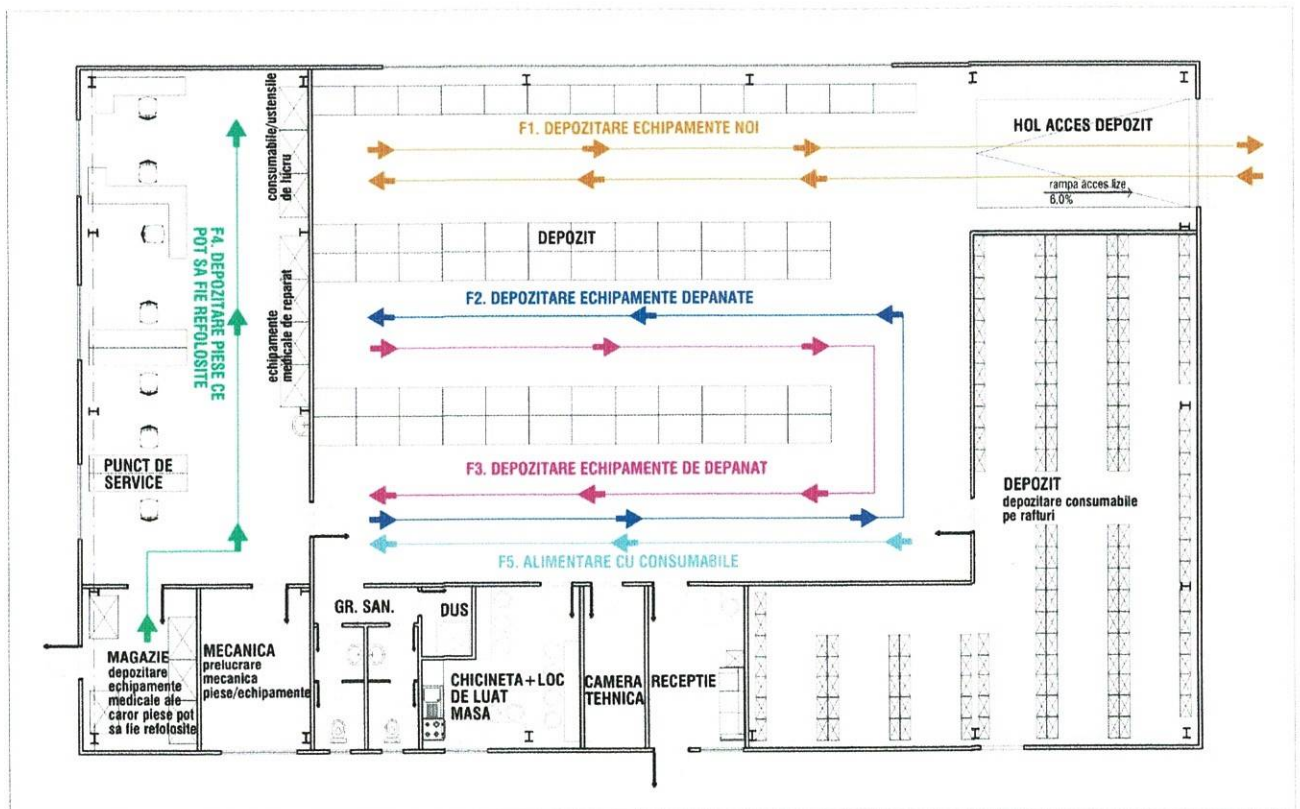 F1. DEPOZITARE ECHIPAMENTE NOI
HOL ACCES DEPOZIT
rampa acces lize
6.0%
consumabile/ustensile
de lucru
DEPOZIT
F2. DEPOZITARE ECHIPAMENTE DEPANATE
F4. DEPOZITARE PIESE CE
POT SA FIE REFOLOSITE
echipamente
medicale de reparat
PUNCT DE
SERVICE
F3. DEPOZITARE ECHIPAMENTE DE DEPANAT
DEPOZIT
depozitare consumabile
pe rafturi
F5. ALIMENTARE CU CONSUMABILE
GR. SAN.
DUS
MAGAZIE
depozitare
echipamente
medicale ale
caror piese pot
sa fie refolosite
MECANICA
prelucrare
mecanica
piese/echipamente
CHICINETA+LOC
DE LUAT
MASA
CAMERA
TEHNICA
RECEPTIE